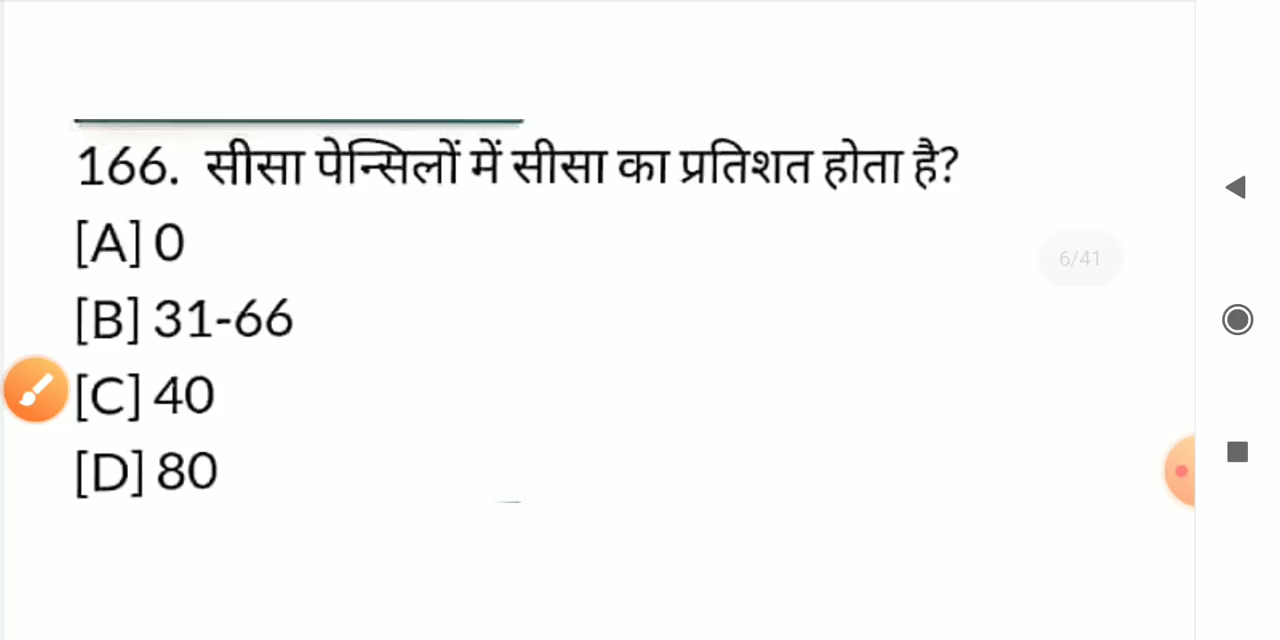 166. सीसा पेन्सिलों में सीसा का प्रतिशत होता है?
[A] 0
6/41
[B] 31-66
[C] 40
[D] 80